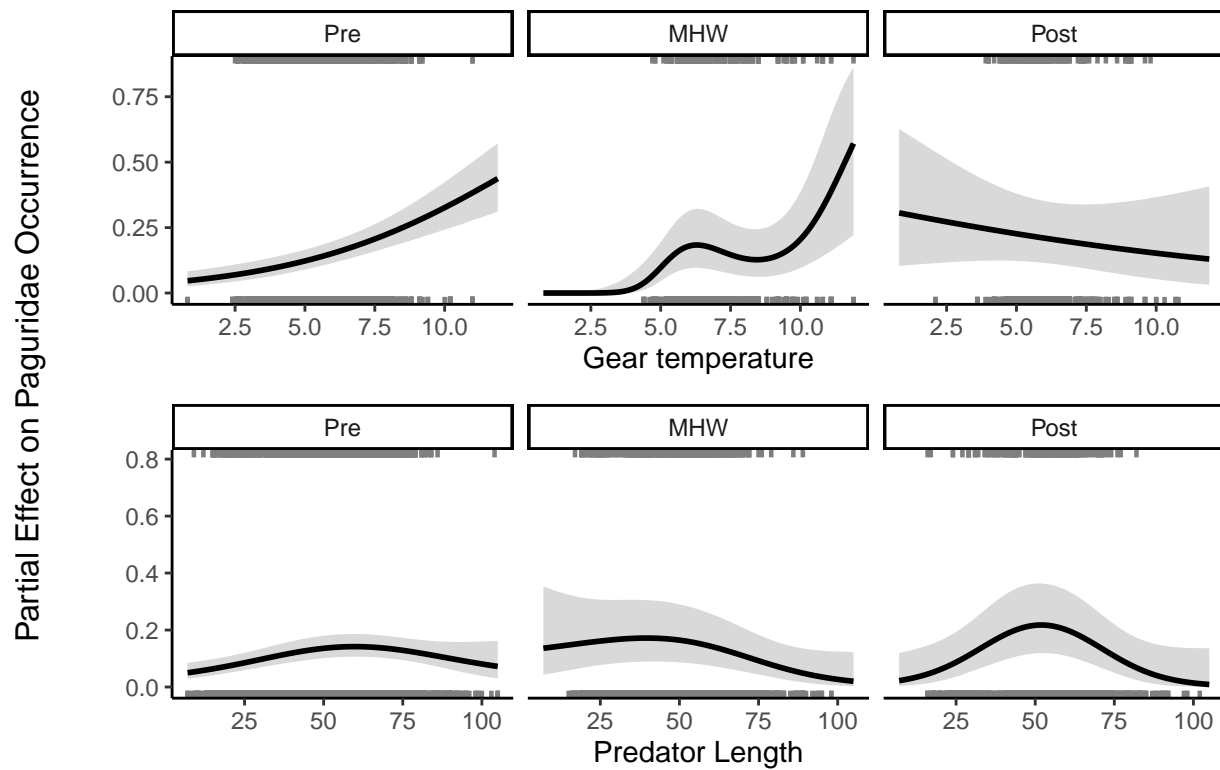 Partial Effect on Paguridae Occurrence
Pre MHW Post
0.75
0.50
0.25
0.00
2.5 5.0 7.5 10.0 2.5 5.0 7.5 10.0 2.5 5.0 7.5 10.0
Gear temperature
Pre MHW Post
0.8
0.6
0.4
0.2
0.0
25 50 75 100 25 50 75 100 25 50 75 100
Predator Length